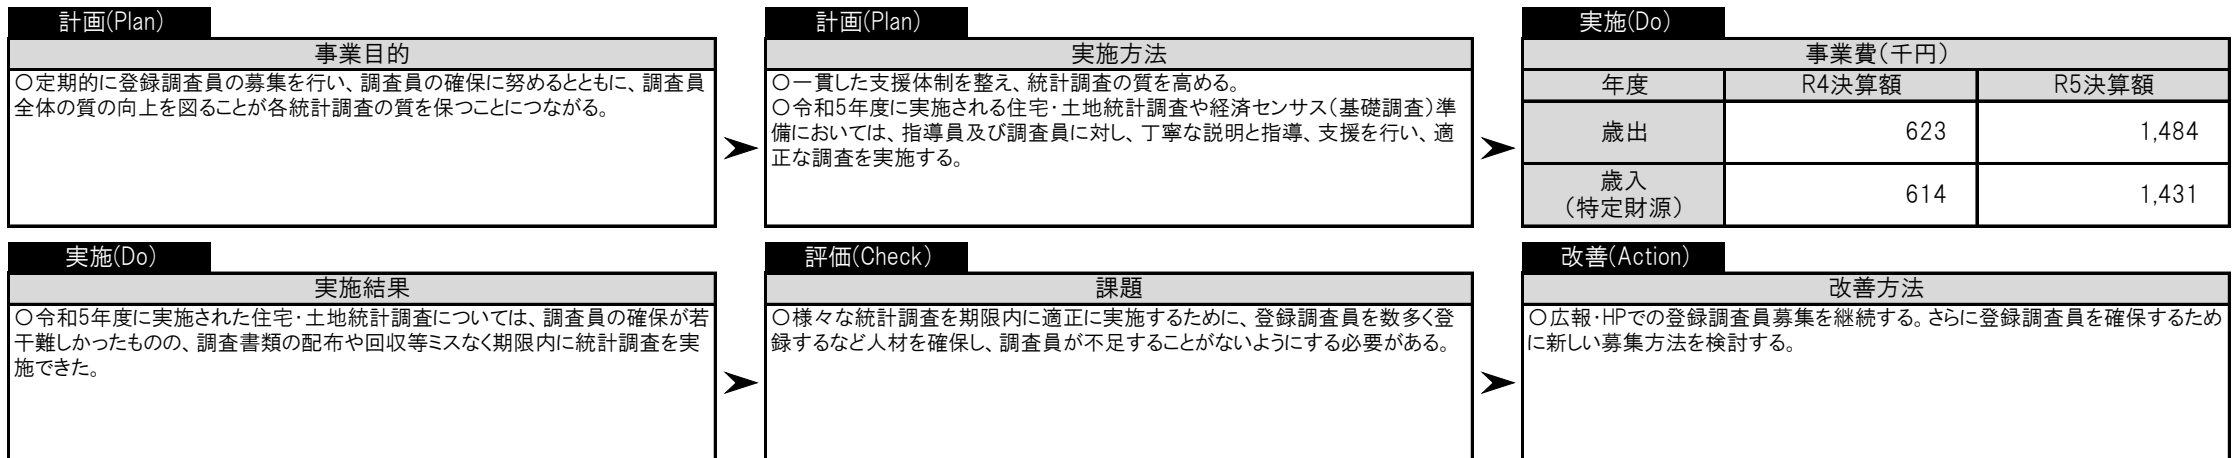 計画(Plan)
事業目的
○定期的に登録調査員の募集を行い、調査員の確保に努めるとともに、調査員
全体の質の向上を図ることが各統計調査の質を保つことにつながる。
計画(Plan)
実施方法
○一貫した支援体制を整え、統計調査の質を高める。
○令和5年度に実施される住宅・土地統計調査や経済センサス(基礎調査)準
備においては、指導員及び調査員に対し、丁寧な説明と指導、支援を行い、適
正な調査を実施する。
実施(Do)
事業費(千円)
年度 R4決算額 R5決算額
歳出 623 1,484
歳入
(特定財源) 614 1,431
実施(Do)
実施結果
○令和5年度に実施された住宅・土地統計調査については、調査員の確保が若
干難しかったものの、調査書類の配布や回収等ミスなく期限内に統計調査を実
施できた。
評価(Check)
課題
○様々な統計調査を期限内に適正に実施するために、登録調査員を数多く登
録するなど人材を確保し、調査員が不足することがないようにする必要がある。
改善(Action)
改善方法
○広報・HPでの登録調査員募集を継続する。さらに登録調査員を確保するため
に新しい募集方法を検討する。